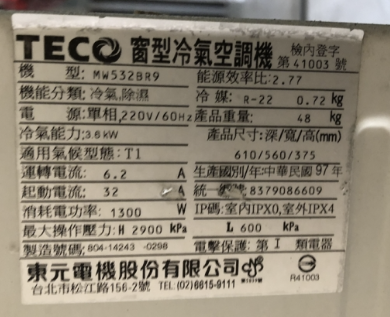 TECO 窗型冷氣空調機 檢內登字第41003號
機 型: MW532BR9 能源效率比: 2.77
機能分類: 冷氣.除濕 冷 媒: R-22 0.72 kg
電 源: 單相, 220V/60Hz 產品重量: 48 kg
冷氣能力: 3.6 kW 產品尺寸: 深/寬/高(mm)
適用氣候型態: T1 610/560/375
運轉電流: 6.2 A 生產國別/年:中華民國 97年
起動電流: 32 A 統一 8379086609
消耗電功率: 1300 W IP碼: 室內IPX0, 室外IPX4
最大操作壓力: H 2900 kPa L 600 kPa
製造號碼: 804-14243 -0298 電擊保護: 第 I 類電器
東元電機股份有限公司
台北市松江路156-2號 TEL.(02)6615-9111 R41003